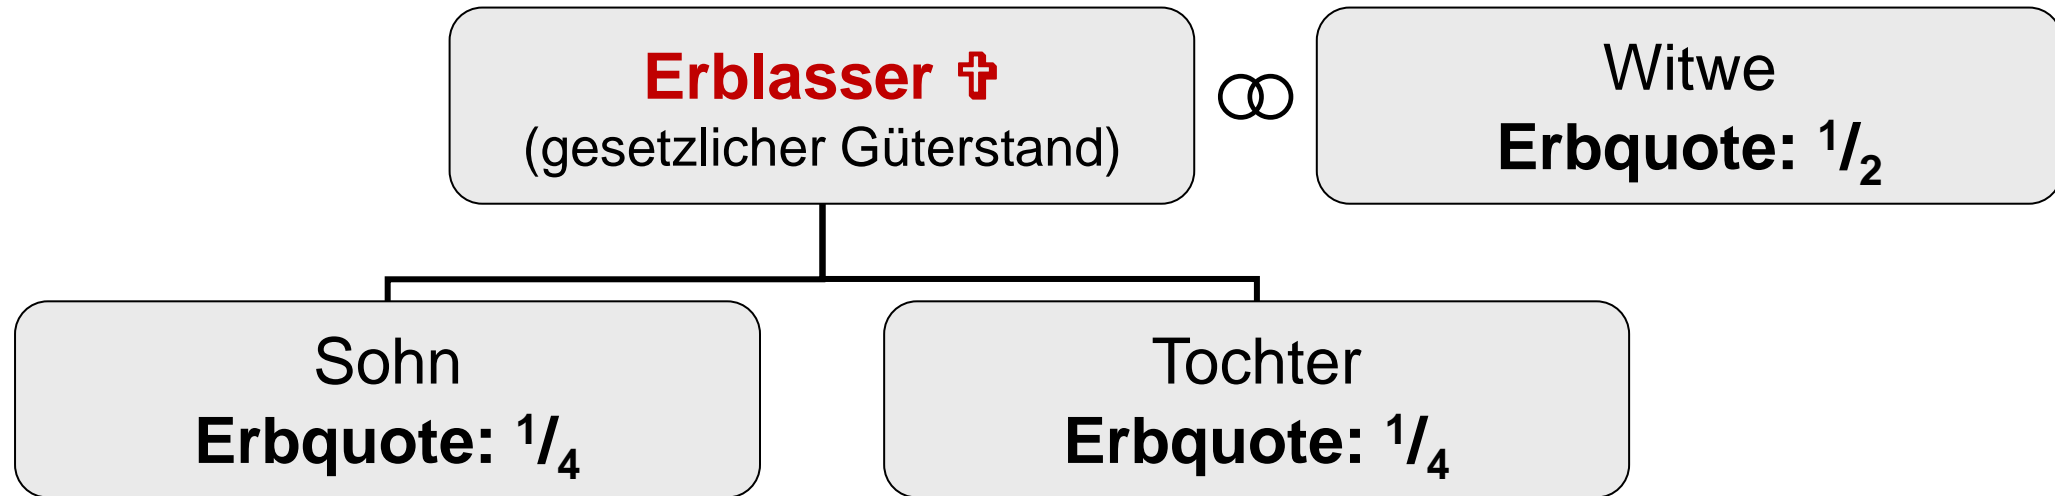 Erblasser ✞
(gesetzlicher Güterstand)
Witwe
Erbquote: 1/2
Sohn
Erbquote: 1/4
Tochter
Erbquote: 1/4